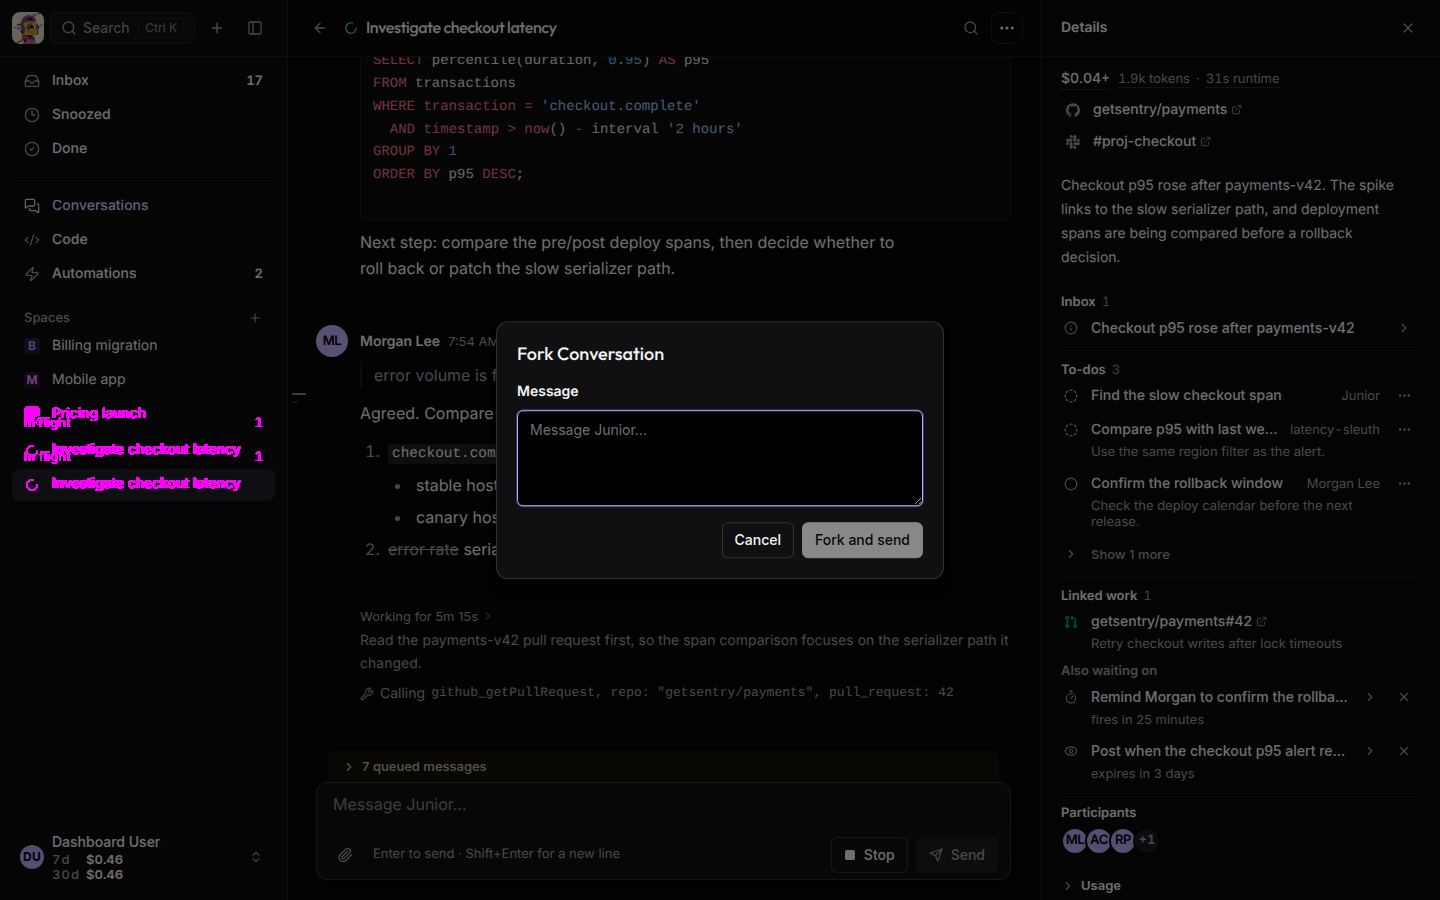 Search Ctrl K
Inbox 17
Snoozed
Done
Conversations
Code
Automations 2
Spaces
B Billing migration
M Mobile app
Pricing launch
In flight 1
Investigate checkout latency
In flight 1
Investigate checkout latency
DU Dashboard User
7d $0.46
30d $0.46
Investigate checkout latency
SELECT percentile(duration, 0.95) AS p95
FROM transactions
WHERE transaction = 'checkout.complete'
AND timestamp > now() - interval '2 hours'
GROUP BY 1
ORDER BY p95 DESC;
Next step: compare the pre/post deploy spans, then decide whether to
roll back or patch the slow serializer path.
ML Morgan Lee 7:54 AM
error volume is f
Agreed. Compare
1. checkout.com
• stable host
• canary hos
2. error rate seria
Working for 5m 15s
Read the payments-v42 pull request first, so the span comparison focuses on the serializer path it
changed.
Calling github_getPullRequest, repo: "getsentry/payments", pull_request: 42
7 queued messages
Message Junior...
Enter to send · Shift+Enter for a new line
Stop
Send
Fork Conversation
Message
Message Junior...
Cancel
Fork and send
Details
$0.04+ 1.9k tokens · 31s runtime
getsentry/payments
#proj-checkout
Checkout p95 rose after payments-v42. The spike
links to the slow serializer path, and deployment
spans are being compared before a rollback
decision.
Inbox 1
Checkout p95 rose after payments-v42
To-dos 3
Find the slow checkout span Junior
Compare p95 with last we... latency-sleuth
Use the same region filter as the alert.
Confirm the rollback window Morgan Lee
Check the deploy calendar before the next
release.
Show 1 more
Linked work 1
getsentry/payments#42
Retry checkout writes after lock timeouts
Also waiting on
Remind Morgan to confirm the rollba...
fires in 25 minutes
Post when the checkout p95 alert re...
expires in 3 days
Participants
ML AC RP +1
Usage